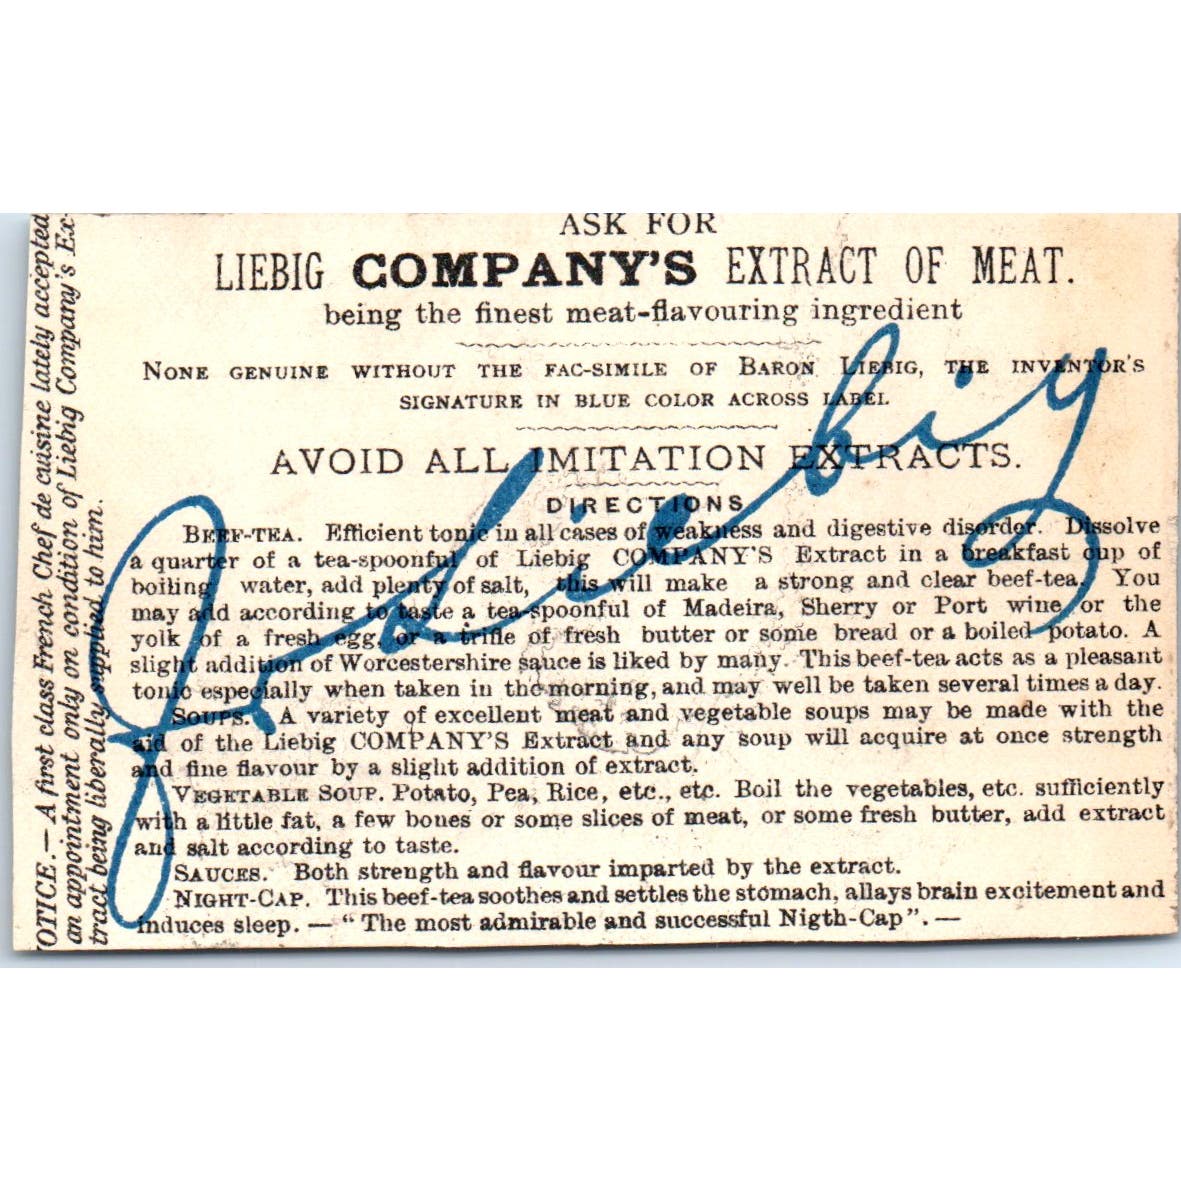 ASK FOR
LIEBIG COMPANY'S EXTRACT OF MEAT.
being the finest meat-flavouring ingredient
NONE GENUINE WITHOUT THE FAC-SIMILE OF BARON LIEBIG, THE INVENTOR'S
SIGNATURE IN BLUE COLOR ACROSS LABEL
AVOID ALL IMITATION EXTRACTS.
DIRECTIONS
BEEF-TEA. Efficient tonic in all cases of weakness and digestive disorder. Dissolve
a quarter of a tea-spoonful of Liebig COMPANY'S Extract in a breakfast cup of
boiling water, add plenty of salt, this will make a strong and clear beef-tea. You
may add according to taste a tea-spoonful of Madeira, Sherry or Port wine or the
yolk of a fresh egg, or a trifle of fresh butter or some bread or a boiled potato. A
slight addition of Worcestershire sauce is liked by many. This beef-tea acts as a pleasant
tonic especially when taken in the morning, and may well be taken several times a day.
SOUPS. A variety of excellent meat and vegetable soups may be made with the
aid of the Liebig COMPANY'S Extract and any soup will acquire at once strength
and fine flavour by a slight addition of extract.
VEGETABLE SOUP. Potato, Pea, Rice, etc., etc. Boil the vegetables, etc. sufficiently
with a little fat, a few bones or some slices of meat, or some fresh butter, add extract
and salt according to taste.
SAUCES. Both strength and flavour imparted by the extract.
NIGHT-CAP. This beef-tea soothes and settles the stomach, allays brain excitement and
induces sleep. — "The most admirable and successful Nigth-Cap". —
OTICE.—A first class French Chef de cuisine lately accepted
an appointment only on condition of Liebig Company's Ex-
tract being liberally supplied to him.
J v Liebig